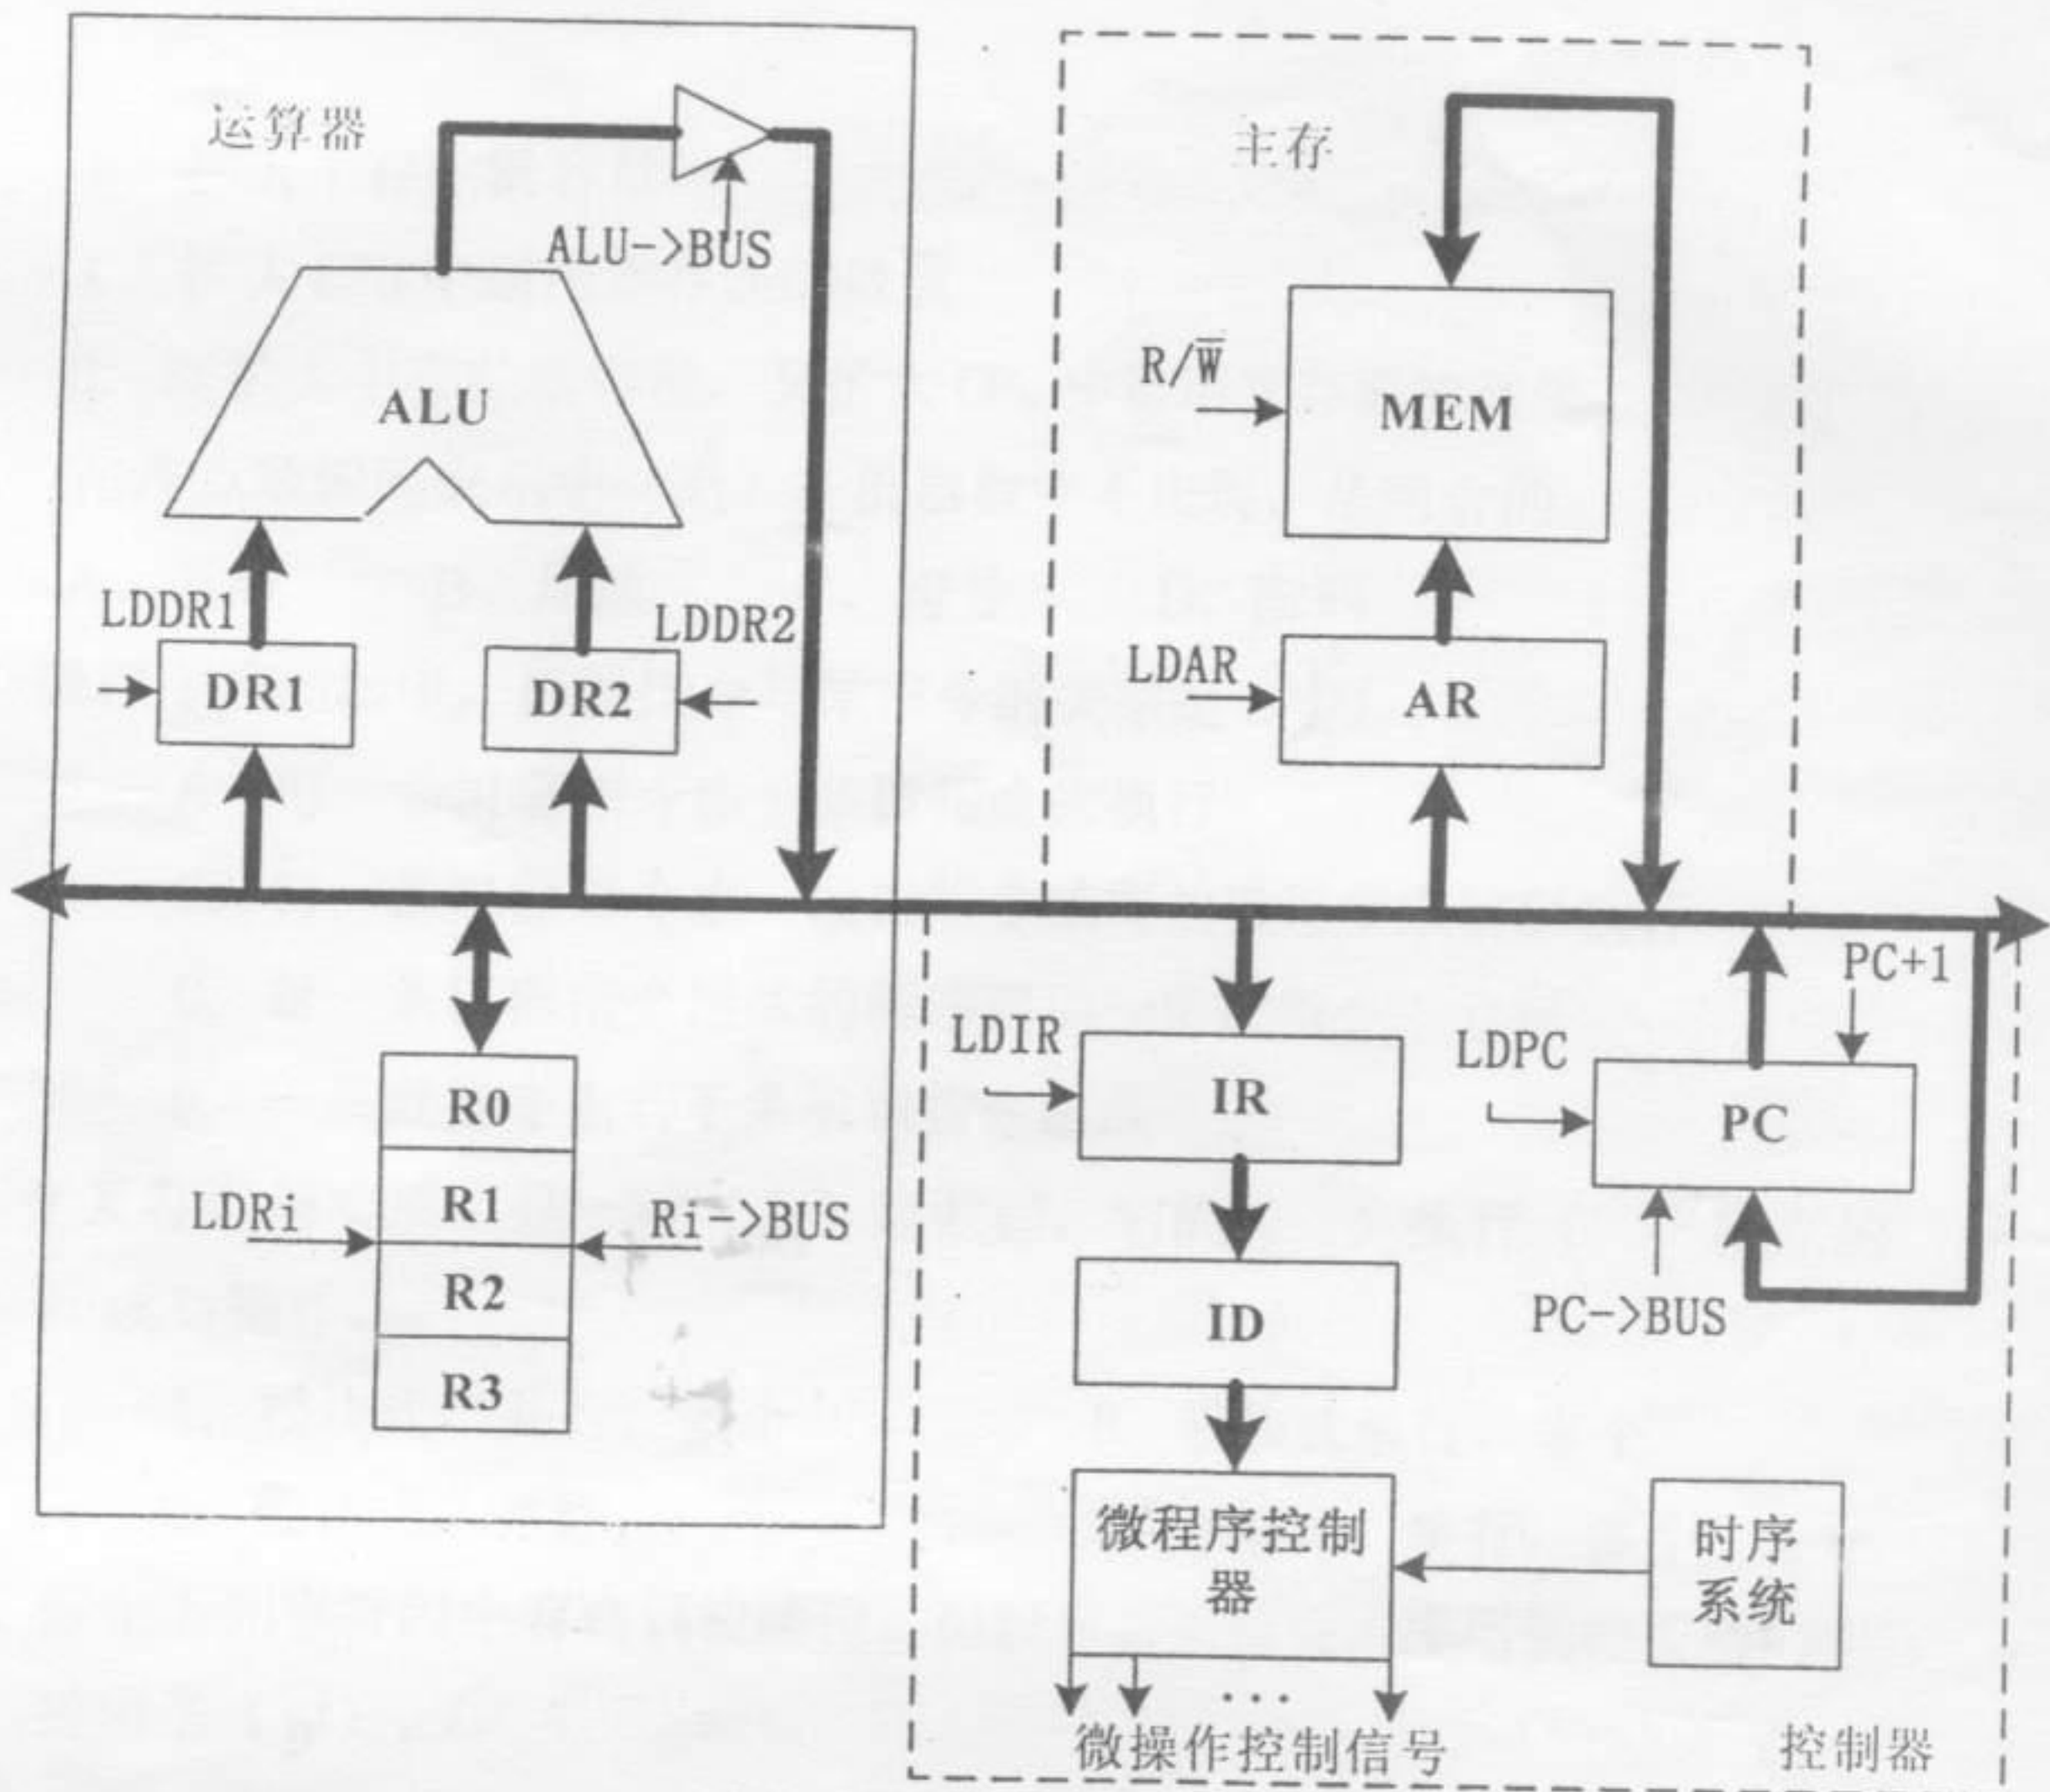 运算器
ALU->BUS
ALU
LDDR1
LDDR2
DR1
DR2
主存
R/W̅
MEM
LDAR
AR
R0
R1
R2
R3
LDRi
Ri->BUS
LDIR
IR
ID
PC+1
LDPC
PC
PC->BUS
微程序控制
器
时序
系统
...
微操作控制信号
控制器